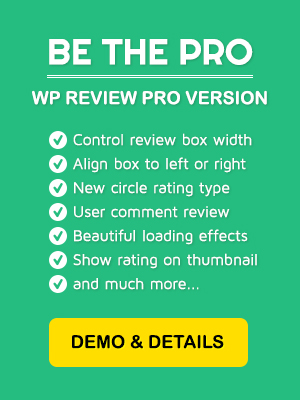 BE THE PRO
WP REVIEW PRO VERSION
Control review box width
Align box to left or right
New circle rating type
User comment review
Beautiful loading effects
Show rating on thumbnail
and much more...
DEMO & DETAILS